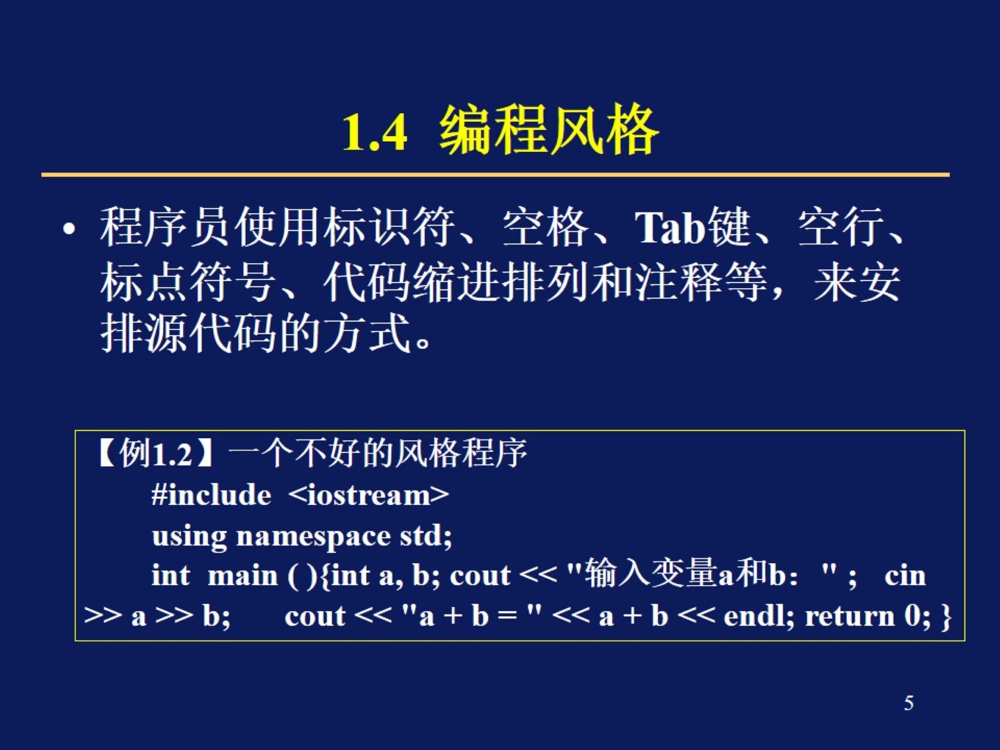 1.4 编程风格
• 程序员使用标识符、空格、Tab键、空行、
标点符号、代码缩进排列和注释等，来安
排源代码的方式。
【例1.2】一个不好的风格程序
#include <iostream>
using namespace std;
int main ( ){int a, b; cout << "输入变量a和b： " ; cin
>> a >> b; cout << "a + b = " << a + b << endl; return 0; }
5